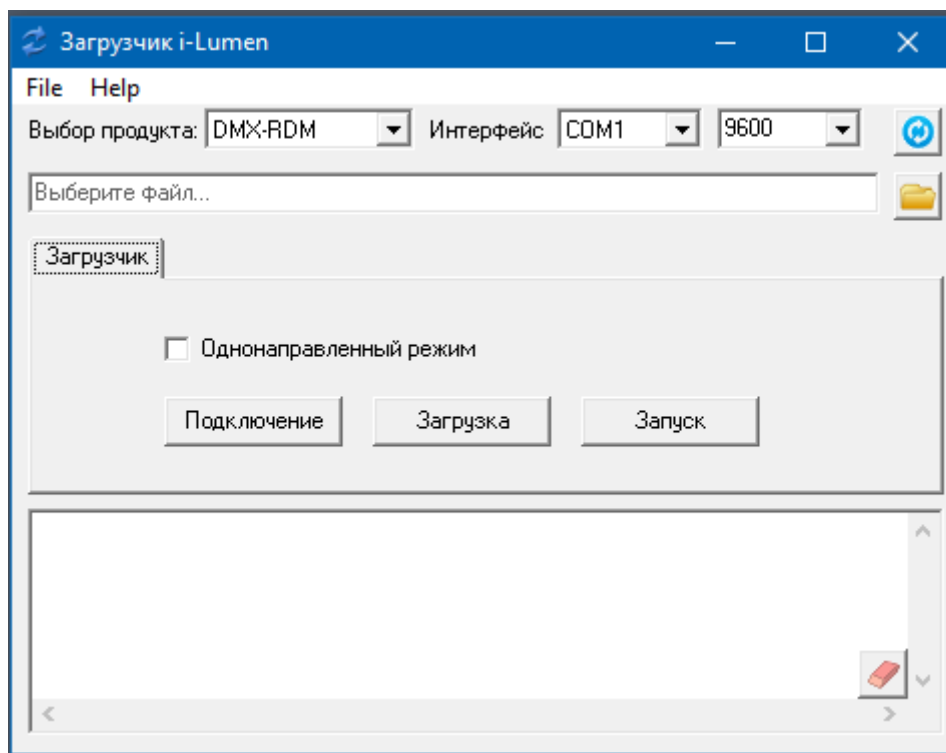 Загрузчик i-Lumen
File Help
Выбор продукта: DMX-RDM Интерфейс COM1 9600
Выберите файл...
Загрузчик
Однонаправленный режим
Подключение Загрузка Запуск